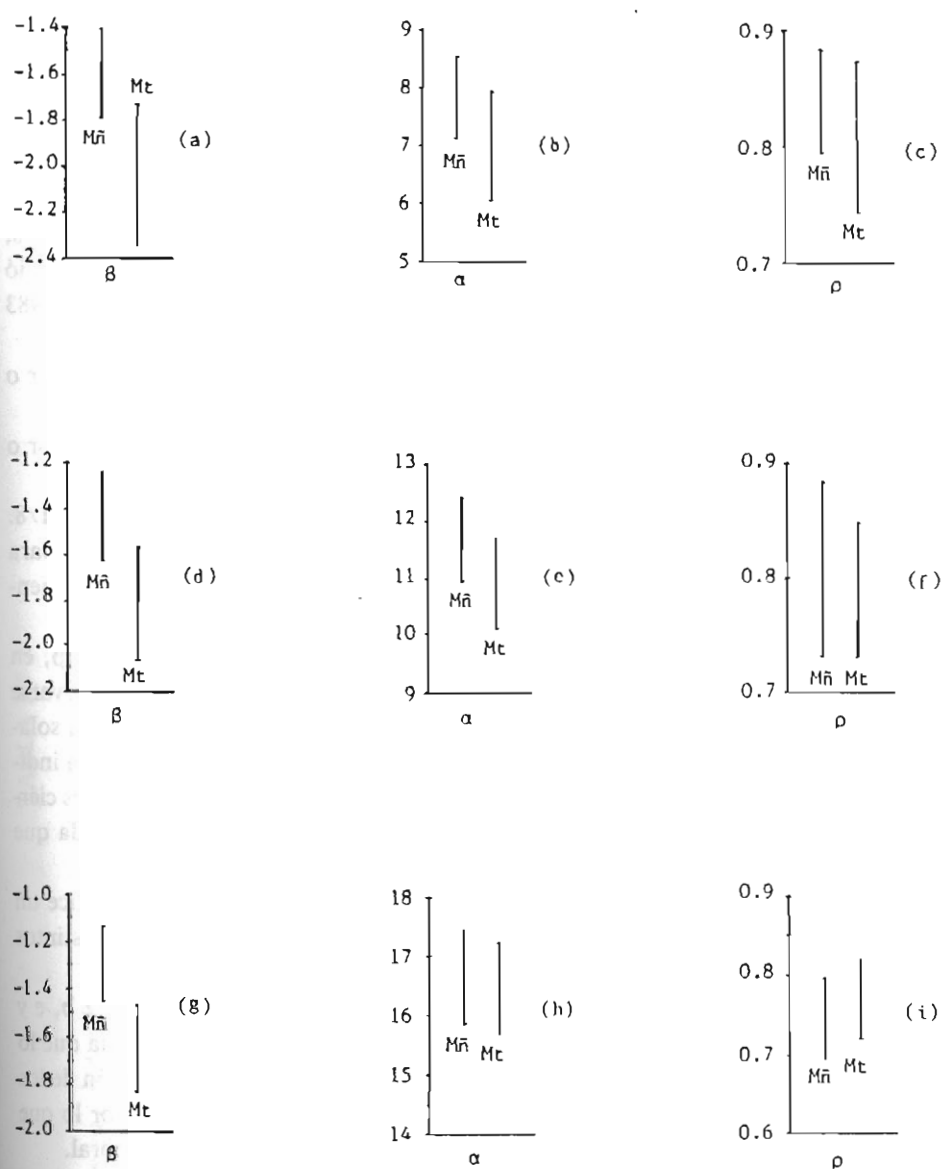 -1.4
-1.6
-1.8
-2.0
-2.2
-2.4
Mñ
Mt
(a)
β
9
8
7
6
5
Mñ
Mt
(b)
α
0.9
0.8
0.7
Mñ
Mt
(c)
ρ
83
-1.2
-1.4
-1.6
-1.8
-2.0
-2.2
Mñ
Mt
(d)
β
13
12
11
10
9
Mñ
Mt
(e)
α
0.9
0.8
0.7
Mñ
Mt
(f)
ρ
en
que
-1.0
-1.2
-1.4
-1.6
-1.8
-2.0
Mñ
Mt
(g)
β
18
17
16
15
14
Mñ
Mt
(h)
α
0.9
0.8
0.7
0.6
Mñ
Mt
(i)
ρ